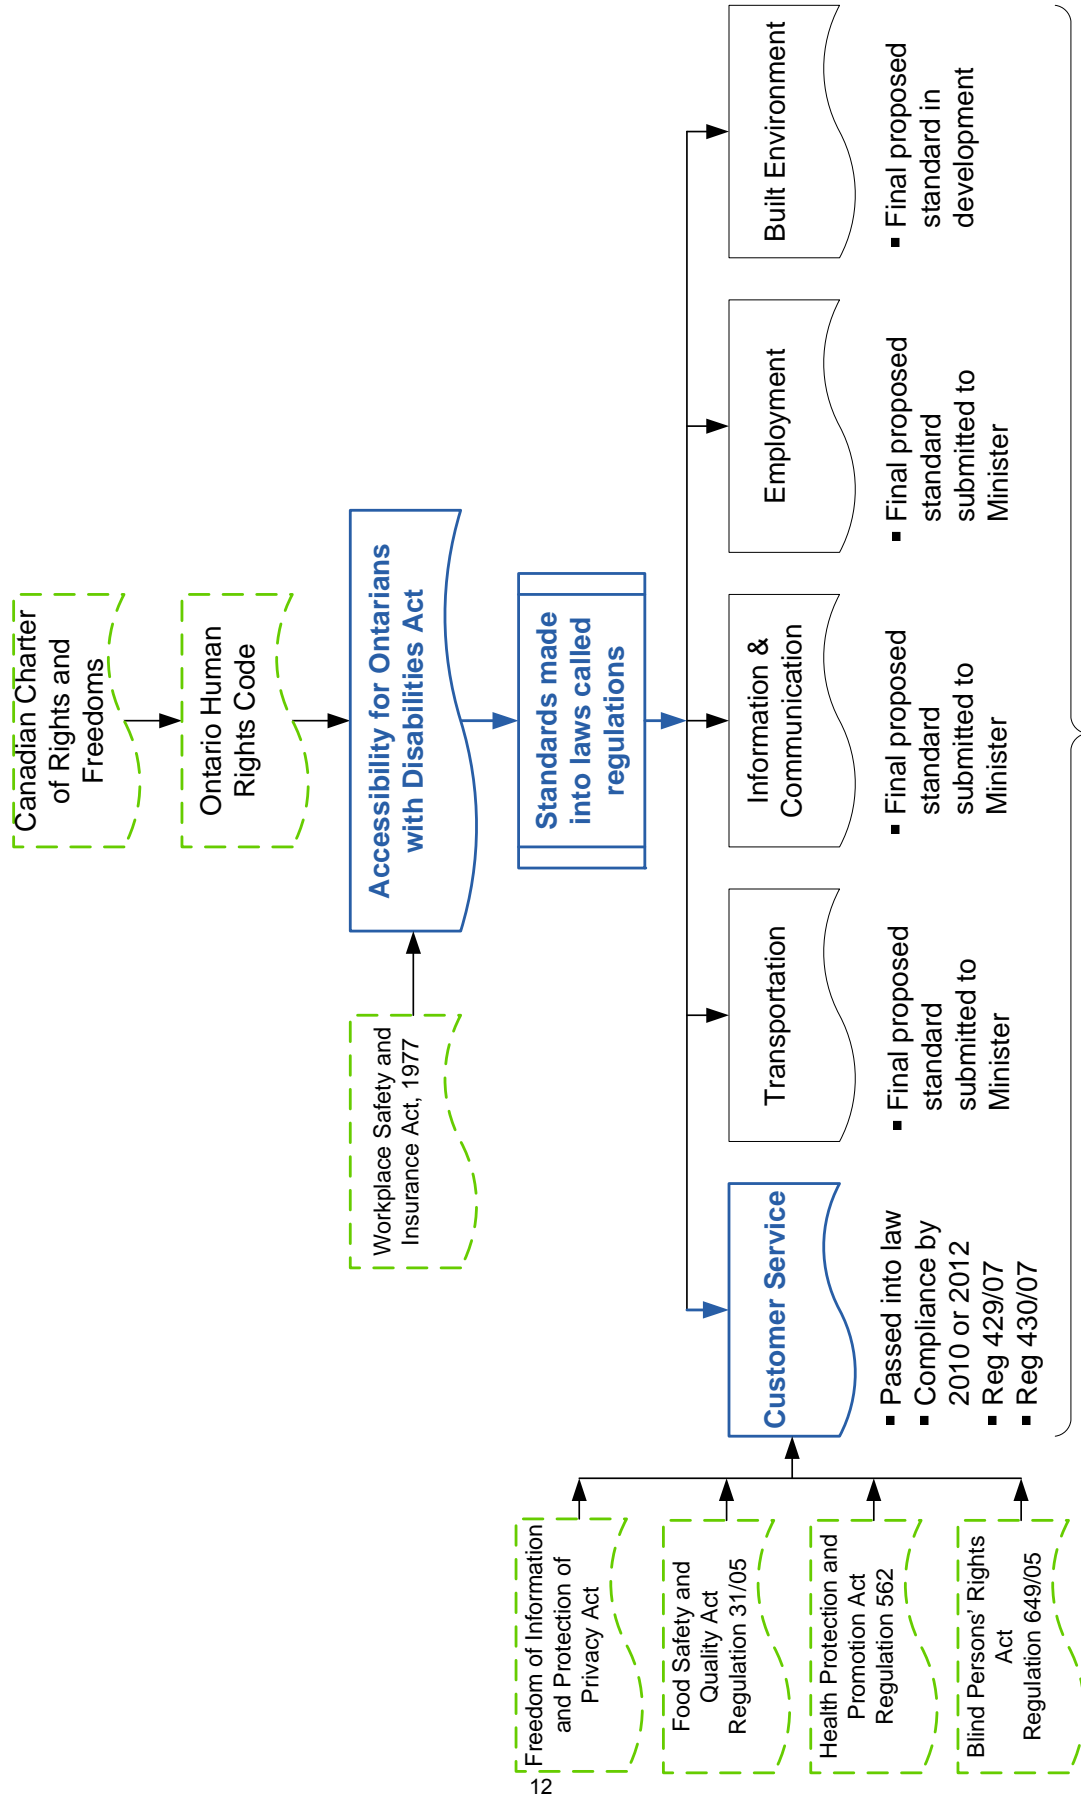 Canadian Charter
of Rights and
Freedoms
Ontario Human
Rights Code
Workplace Safety and
Insurance Act, 1977
Accessibility for Ontarians
with Disabilities Act
Standards made
into laws called
regulations
Freedom of Information
and Protection of
Privacy Act
Food Safety and
Quality Act
Regulation 31/05
Health Protection and
Promotion Act
Regulation 562
Blind Persons’ Rights
Act
Regulation 649/05
Customer Service
▪ Passed into law
▪ Compliance by
2010 or 2012
▪ Reg 429/07
▪ Reg 430/07
Transportation
▪ Final proposed
standard
submitted to
Minister
Information &
Communication
▪ Final proposed
standard
submitted to
Minister
Employment
▪ Final proposed
standard
submitted to
Minister
Built Environment
▪ Final proposed
standard in
development
12